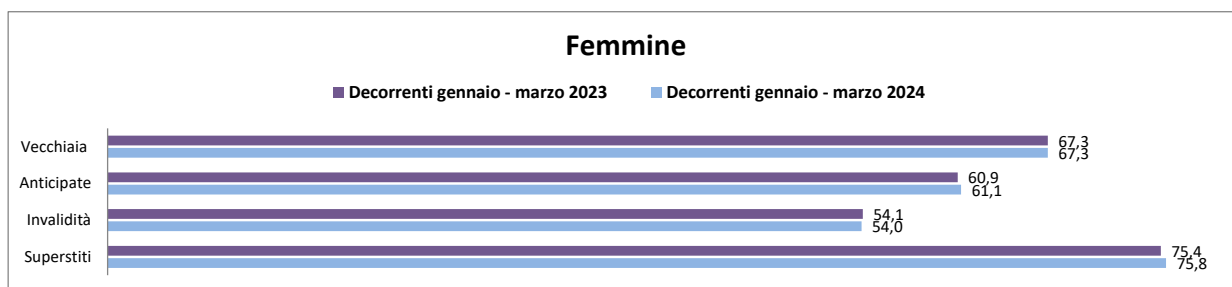 Femmine
Decorrenti gennaio - marzo 2023 Decorrenti gennaio - marzo 2024
Vecchiaia 67,3
67,3
Anticipate 60,9
61,1
Invalidità 54,1
54,0
Superstiti 75,4
75,8